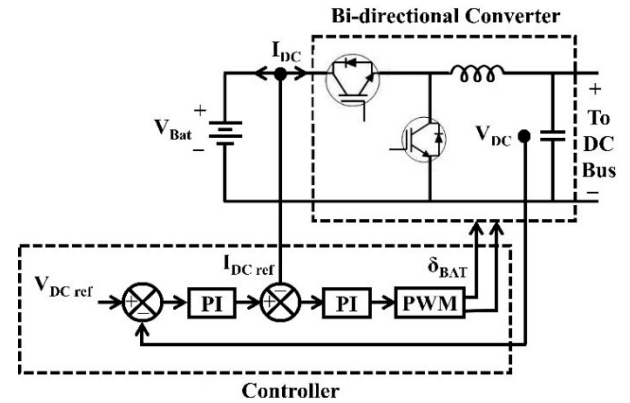 Bi-directional Converter
I_DC
+
V_Bat
−
V_DC
+
To
DC
Bus
−
I_DC ref
δ_BAT
V_DC ref
+
−
PI
+
−
PI
PWM
Controller